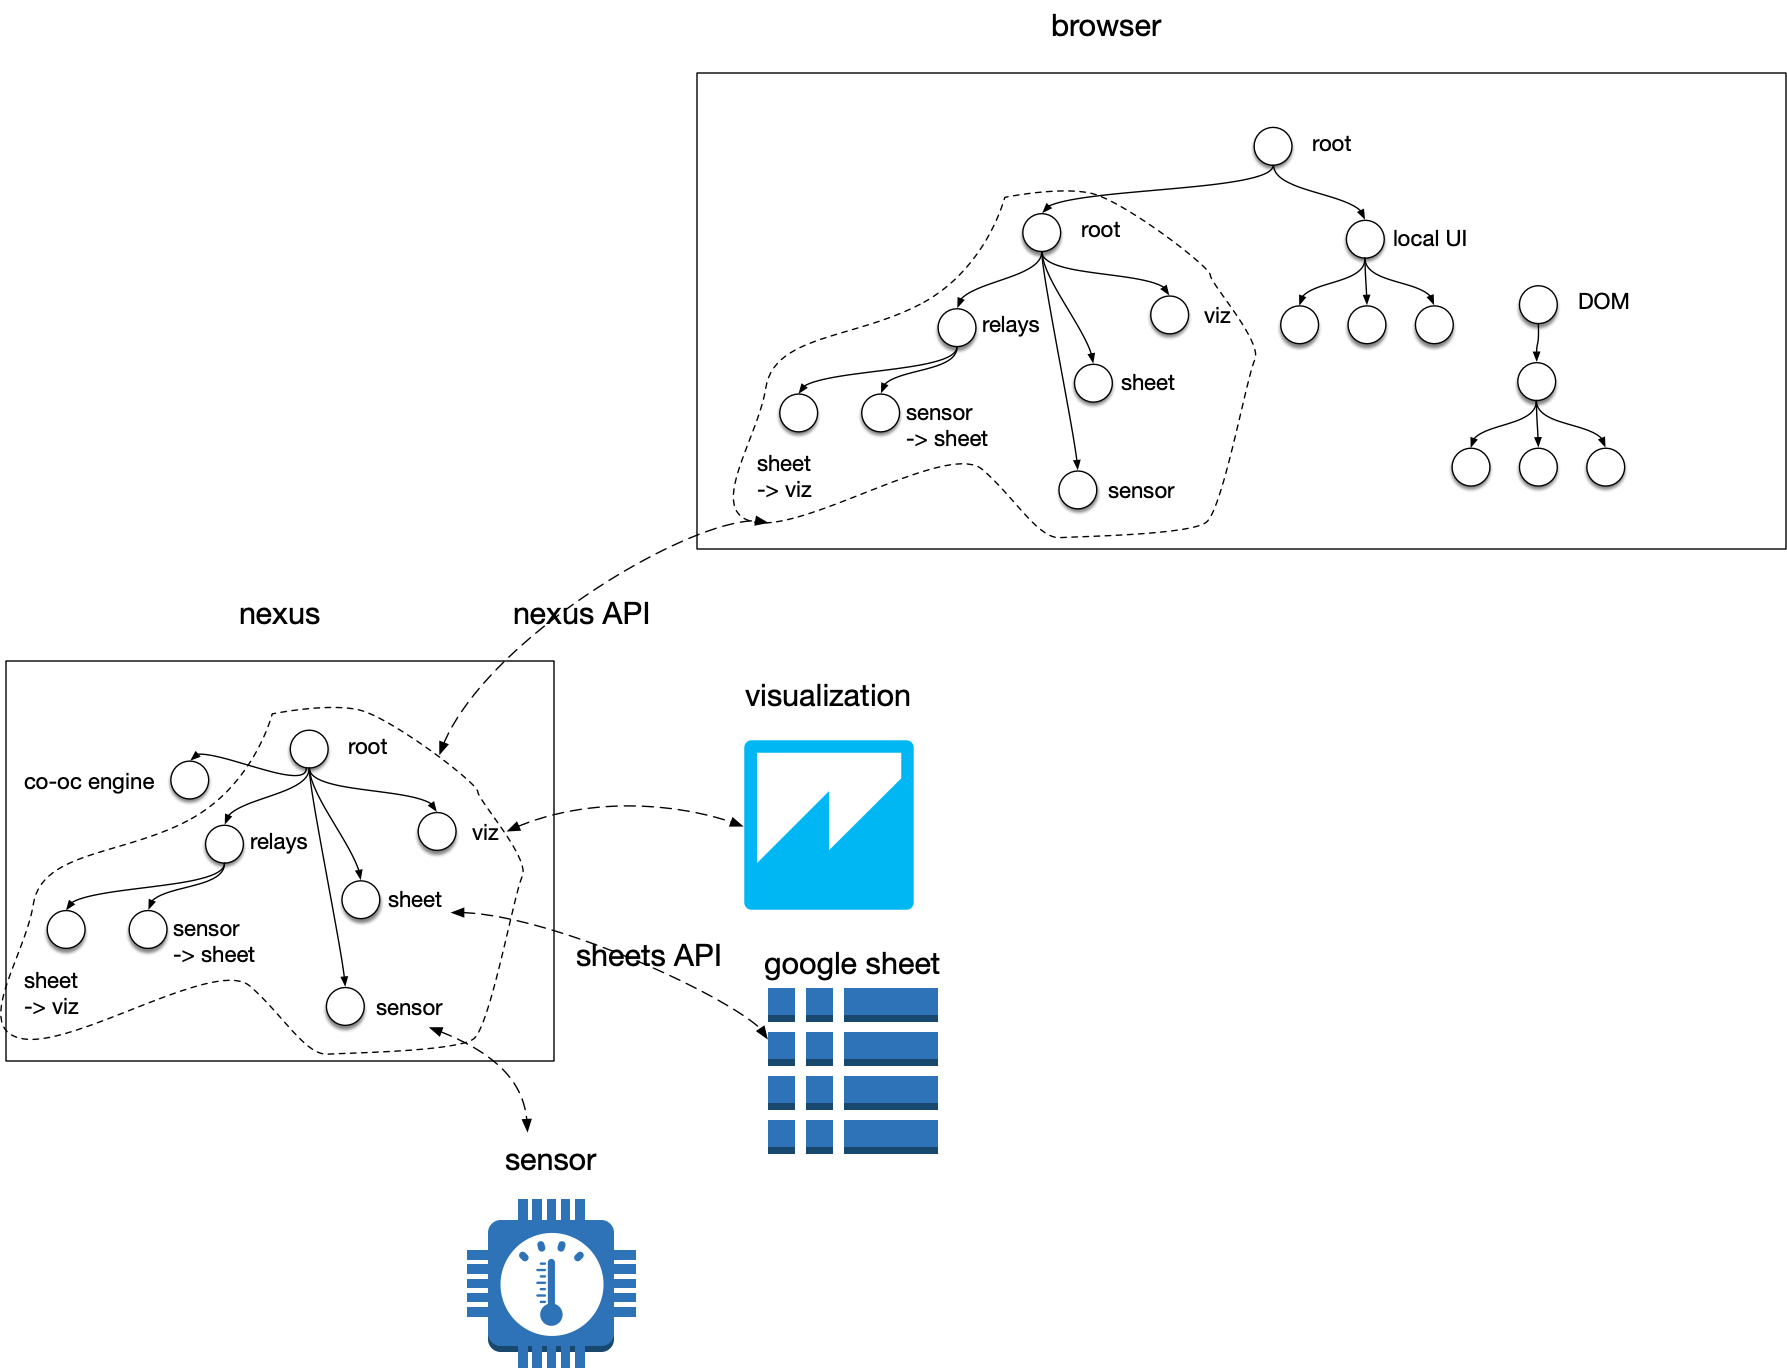 browser
root
root
local UI
DOM
viz
relays
sheet
sensor
-> sheet
sheet
-> viz
sensor
nexus
nexus API
visualization
root
co-oc engine
viz
relays
sheet
sensor
-> sheet
sheets API
google sheet
sheet
-> viz
sensor
sensor